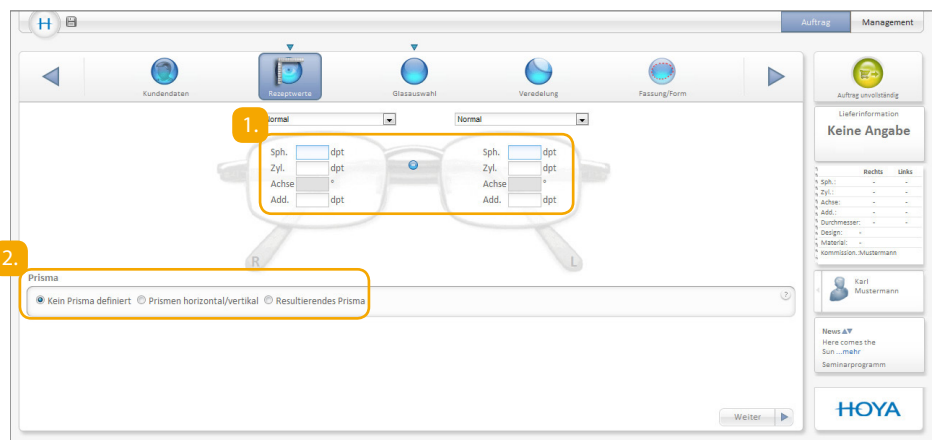 H
Auftrag Management
Kundendaten Rezeptwerte Glasauswahl Veredelung Fassung/Form
Auftrag unvollständig
Lieferinformation
Keine Angabe
1.
Normal Normal
Sph. dpt Sph. dpt
Zyl. dpt Zyl. dpt
Achse ° Achse °
Add. dpt Add. dpt
R L
Rechts Links
Sph.: - -
Zyl.: - -
Achse: - -
Add.: - -
Durchmesser: - -
Design: -
Material: -
Kommission.:Mustermann
2.
Prisma
Kein Prisma definiert Prismen horizontal/vertikal Resultierendes Prisma
?
Karl
Mustermann
News
Here comes the
Sun ...mehr
Seminarprogramm
Weiter
HOYA